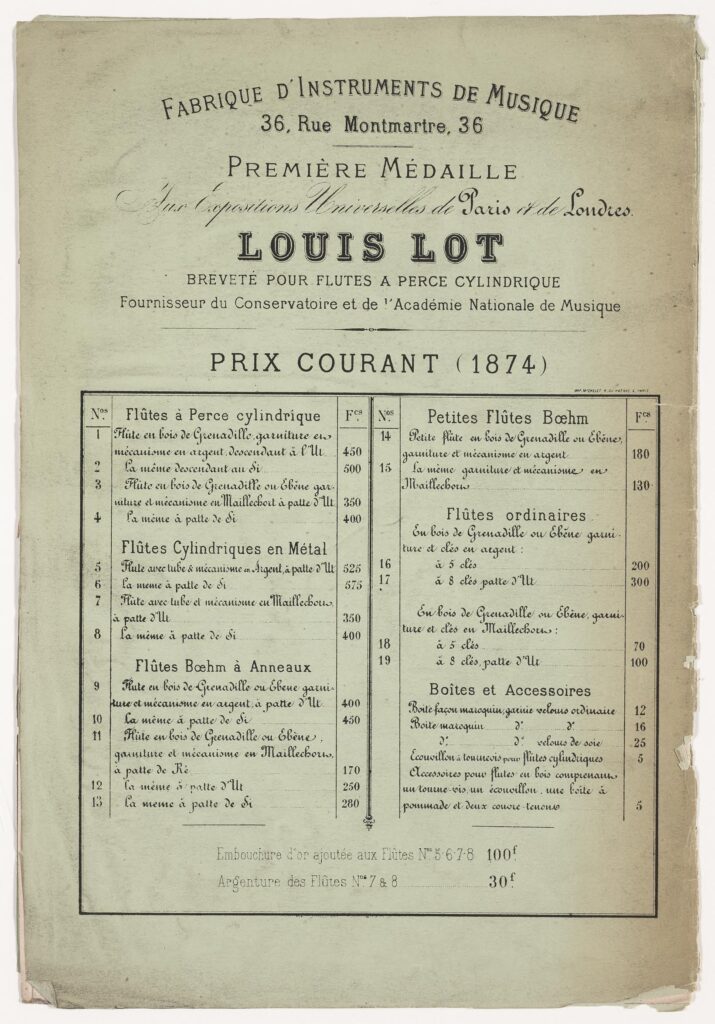 FABRIQUE D'INSTRUMENTS DE MUSIQUE
36, Rue Montmartre, 36
PREMIÈRE MÉDAILLE
Aux Expositions Universelles de Paris et de Londres.
LOUIS LOT
BREVETÉ POUR FLUTES A PERCE CYLINDRIQUE
Fournisseur du Conservatoire et de l'Académie Nationale de Musique
PRIX COURANT (1874)
Nos Flûtes à Perce cylindrique Fcs
1 Flûte en bois de Grenadille, garniture en
mécanisme en argent, descendant à l'Ut 450
2 La même descendant au Si 500
3 Flûte en bois de Grenadille ou Ebène gar-
niture et mécanisme en Maillechort à patte d'Ut 350
4 La même à patte de Si 400
Flûtes Cylindriques en Métal
5 Flute avec tube & mécanisme en Argent, à patte d'Ut 525
6 La même à patte de Si 575
7 Flute avec tube et mécanisme en Maillechort,
à patte d'Ut 350
8 La même à patte de Si 400
Flûtes Bœhm à Anneaux
9 Flute en bois de Grenadille ou Ebene garni-
ture et mécanisme en argent, à patte d'Ut 400
10 La même à patte de Si 450
11 Flûte en bois de Grenadille ou Ebène,
garniture et mécanisme en Maillechort,
à patte de Ré 170
12 La même à patte d'Ut 250
13 La meme à patte de Si 280
Nos Petites Flûtes Bœhm Fcs
14 Petite flûte en bois de Grenadille ou Ebène,
garniture et mécanisme en argent 180
15 La même garniture et mécanisme en
Maillechort 130
Flûtes ordinaires
En bois de Grenadille ou Ebène garni-
ture et clés en argent :
16 à 5 clés 200
17 à 8 clés, patte d'Ut 300
En bois de Grenadille ou Ebène, garni-
ture et clés en Maillechort :
18 à 5 clés 70
19 à 8 clés, patte d'Ut 100
Boîtes et Accessoires
Boite façon maroquin, garnie velours ordinaire 12
Boite maroquin do do 16
do do velours de soie 25
Ecouvillon à tournevis pour flûtes cylindriques 5
Accessoires pour flutes en bois comprenant
un tourne-vis, un écouvillon, une boite à
pommade et deux couvre-tenons 5
Embouchure d'or ajoutée aux Flûtes Nos 5-6-7-8 100f
Argenture des Flûtes Nos 7 & 8 30f